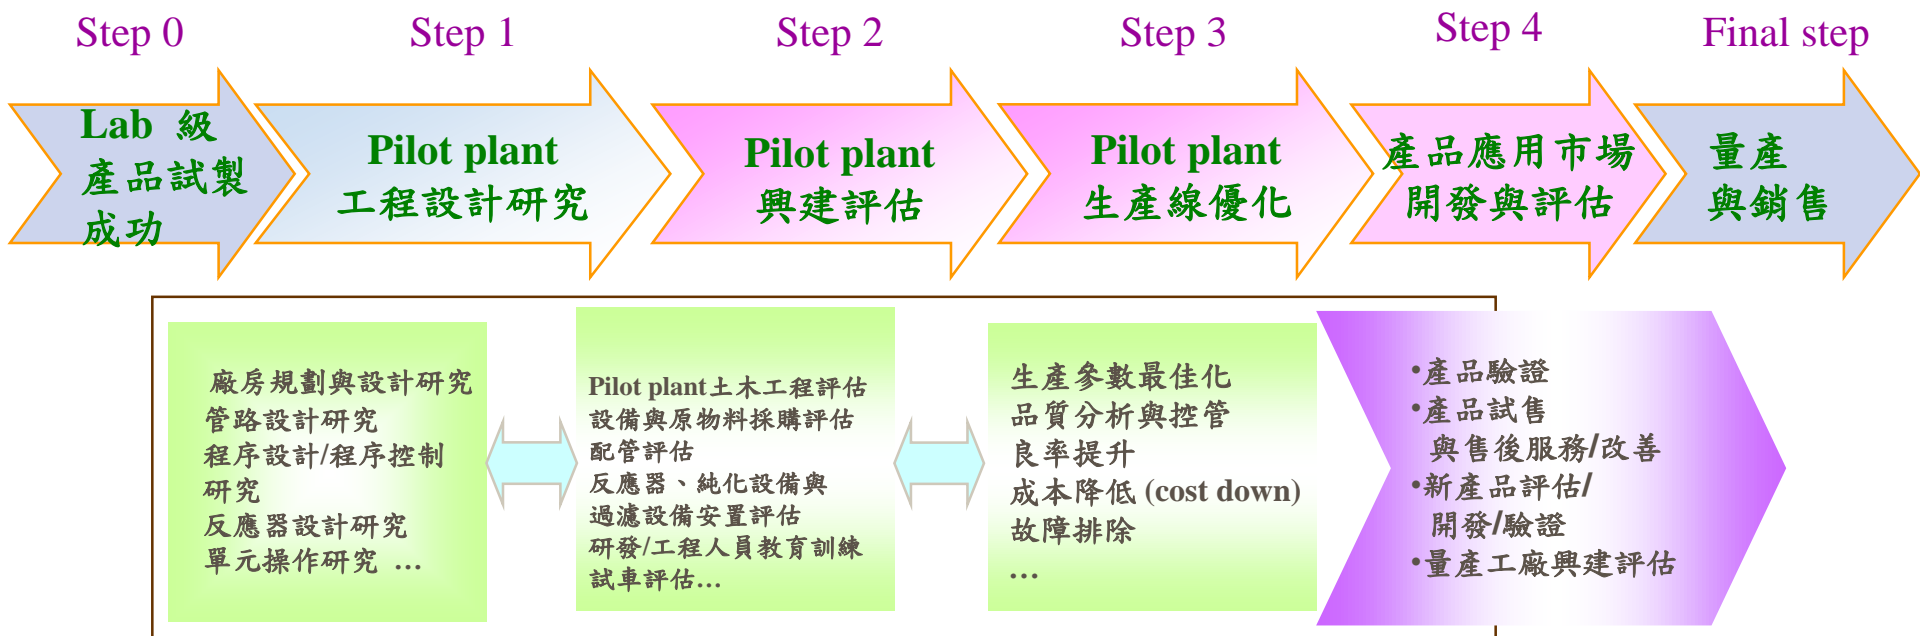 Step 0
Step 1
Step 2
Step 3
Step 4
Final step
Lab 級
產品試製
成功
Pilot plant
工程設計研究
Pilot plant
興建評估
Pilot plant
生產線優化
產品應用市場
開發與評估
量產
與銷售
廠房規劃與設計研究
管路設計研究
程序設計/程序控制
研究
反應器設計研究
單元操作研究 …
Pilot plant土木工程評估
設備與原物料採購評估
配管評估
反應器、純化設備與
過濾設備安置評估
研發/工程人員教育訓練
試車評估…
生產參數最佳化
品質分析與控管
良率提升
成本降低 (cost down)
故障排除
…
•產品驗證
•產品試售
與售後服務/改善
•新產品評估/
開發/驗證
•量產工廠興建評估